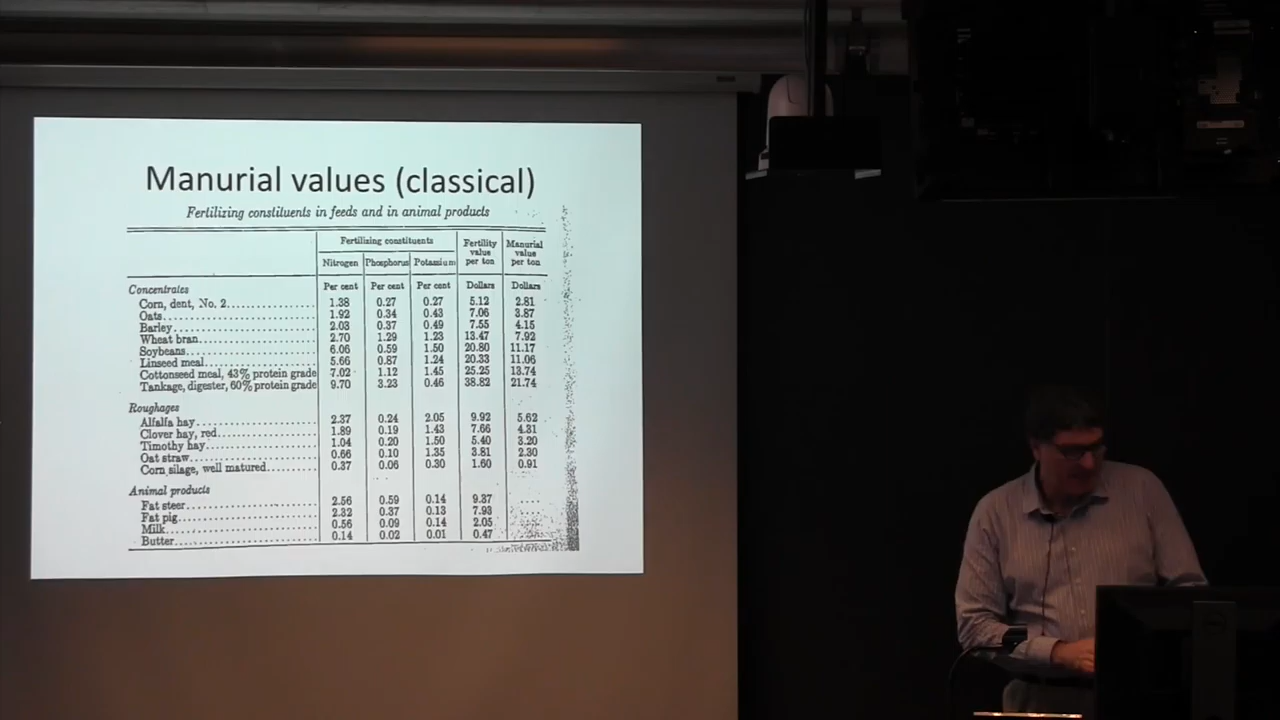 Manurial values (classical)
Fertilizing constituents in feeds and in animal products
Fertilizing constituents Fertility value per ton Manurial value per ton
Nitrogen Phosphorus Potassium
Per cent Per cent Per cent Dollars Dollars
Concentrates
Corn, dent, No. 2 1.38 0.27 0.27 5.12 2.81
Oats 1.92 0.34 0.43 7.06 3.87
Barley 2.03 0.37 0.49 7.55 4.15
Wheat bran 2.70 1.29 1.23 13.47 7.92
Soybeans 6.06 0.59 1.50 20.80 11.17
Linseed meal 5.66 0.87 1.24 20.33 11.06
Cottonseed meal, 43% protein grade 7.02 1.12 1.45 25.25 13.74
Tankage, digester, 60% protein grade 9.70 3.23 0.46 38.82 21.74
Roughages
Alfalfa hay 2.37 0.24 2.05 9.92 5.62
Clover hay, red 1.89 0.19 1.43 7.66 4.31
Timothy hay 1.04 0.20 1.50 5.40 3.20
Oat straw 0.66 0.10 1.35 3.81 2.30
Corn silage, well matured 0.37 0.06 0.30 1.60 0.91
Animal products
Fat steer 2.56 0.59 0.14 9.37
Fat pig 2.32 0.37 0.13 7.93
Milk 0.56 0.09 0.14 2.05
Butter 0.14 0.02 0.01 0.47
DELL